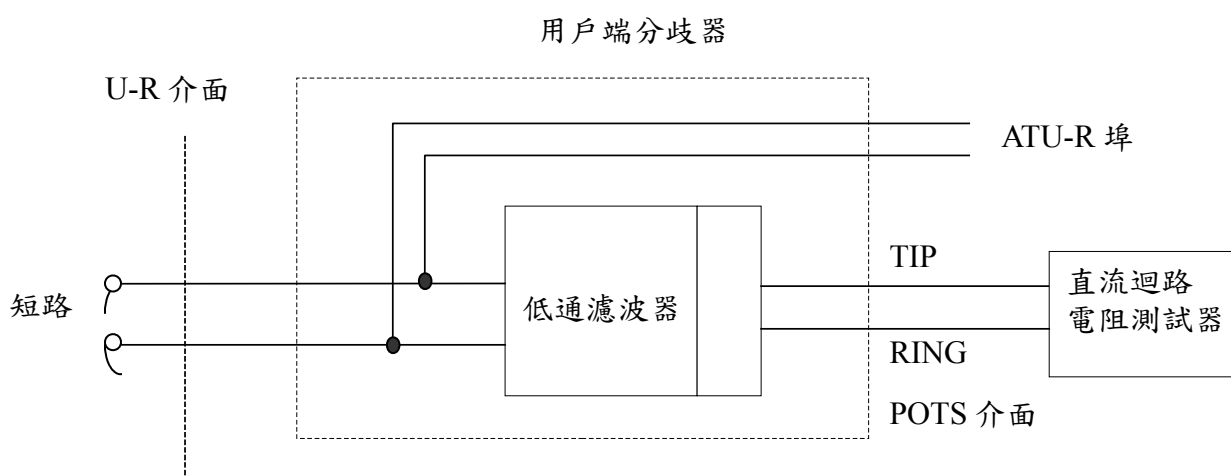 用戶端分歧器
U-R 介面
ATU-R 埠
TIP
直流迴路
電阻測試器
低通濾波器
短路
RING
POTS 介面